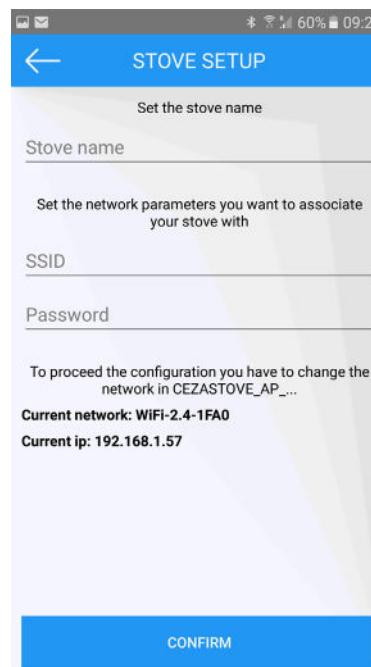 60% 09:2
STOVE SETUP
Set the stove name
Stove name
Set the network parameters you want to associate
your stove with
SSID
Password
To proceed the configuration you have to change the
network in CEZASTOVE_AP_...
Current network: WiFi-2.4-1FA0
Current ip: 192.168.1.57
CONFIRM